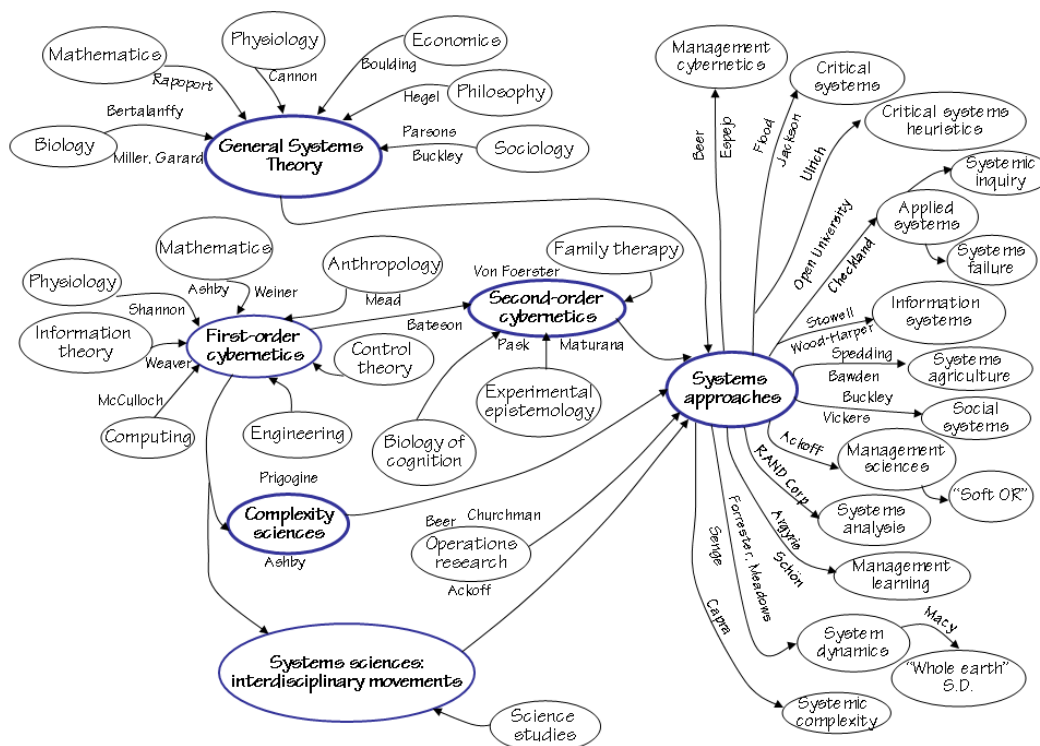 Mathematics
Physiology
Economics
Rapoport
Cannon
Boulding
Hegel
Philosophy
Bertalanffy
Biology
Miller, Garard
General Systems
Theory
Parsons
Buckley
Sociology
Management
cybernetics
Critical
systems
Critical systems
heuristics
Systemic
inquiry
Applied
systems
Systems
failure
Beer
Espejo
Flood
Jackson
Ulrich
Open University
Checkland
Mathematics
Physiology
Ashby
Weiner
Shannon
Anthropology
Mead
Von Foerster
Family therapy
Information
theory
Weaver
First-order
cybernetics
Bateson
Second-order
cybernetics
Pask
Maturana
Control
theory
McCulloch
Computing
Engineering
Biology of
cognition
Experimental
epistemology
Systems
approaches
Stowell
Wood-Harper
Information
systems
Spedding
Bawden
Systems
agriculture
Buckley
Vickers
Social
systems
Ackoff
Management
sciences
"Soft OR"
RAND Corp
Systems
analysis
Argyris
Schön
Management
learning
Forrester, Meadows
Senge
System
dynamics
Macy
"Whole earth"
S.D.
Capra
Systemic
complexity
Prigogine
Complexity
sciences
Ashby
Beer
Churchman
Operations
research
Ackoff
Systems sciences:
interdisciplinary movements
Science
studies